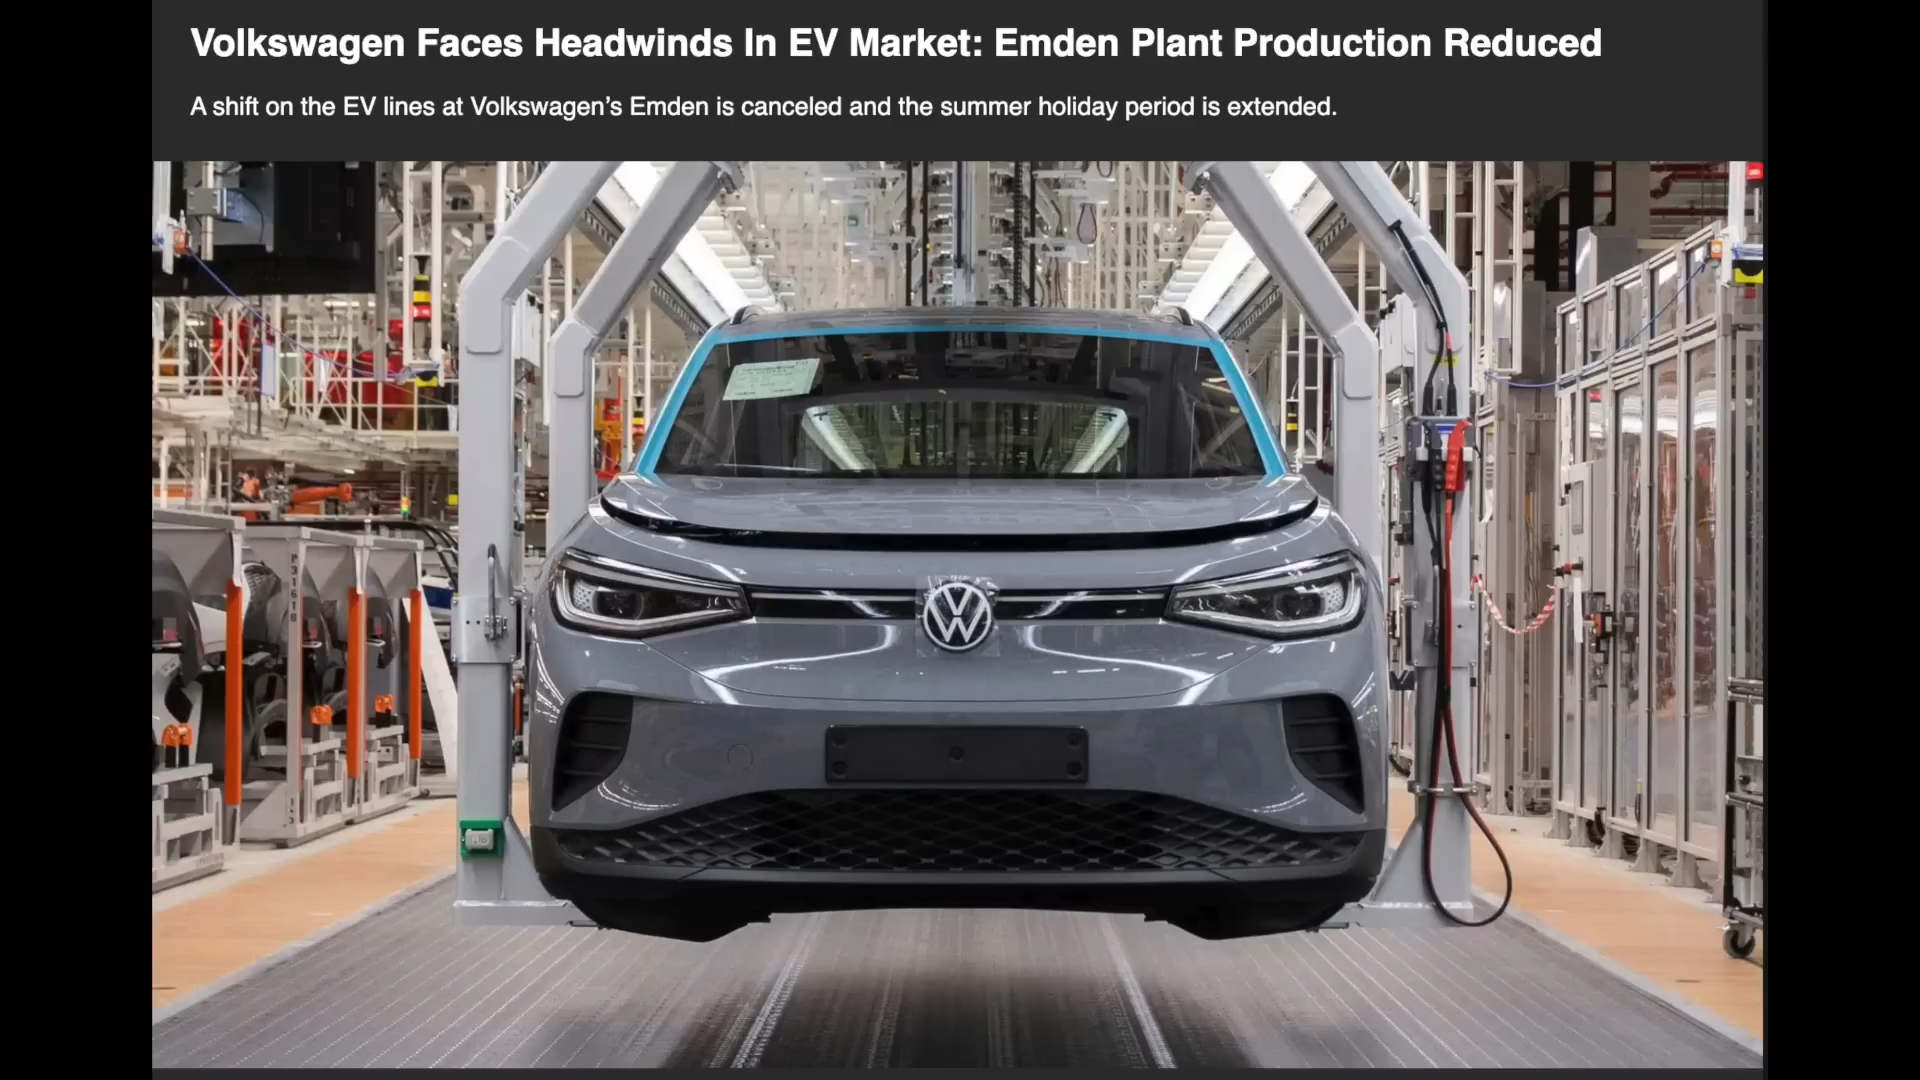 Volkswagen Faces Headwinds In EV Market: Emden Plant Production Reduced
A shift on the EV lines at Volkswagen’s Emden is canceled and the summer holiday period is extended.